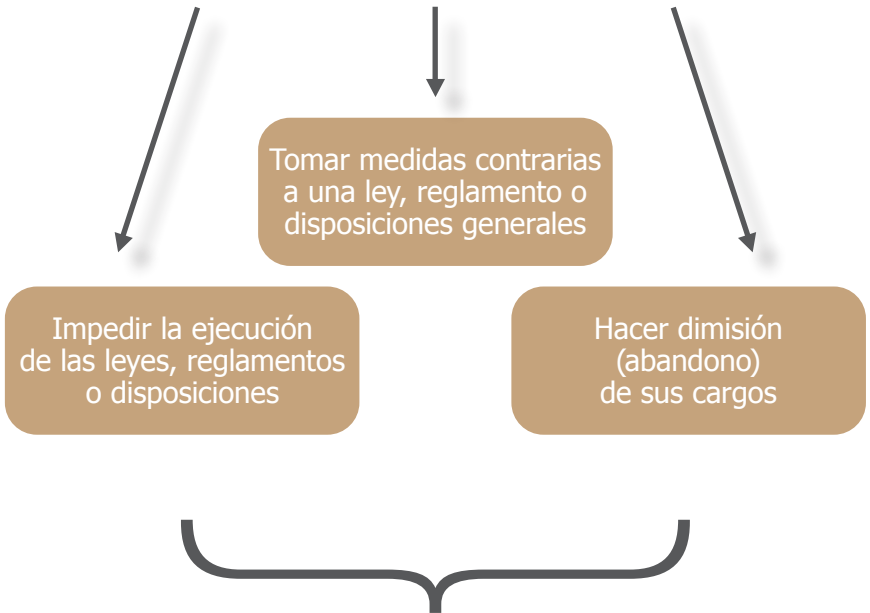 Tomar medidas contrarias
a una ley, reglamento o
disposiciones generales
Impedir la ejecución
de las leyes, reglamentos
o disposiciones
Hacer dimisión
(abandono)
de sus cargos